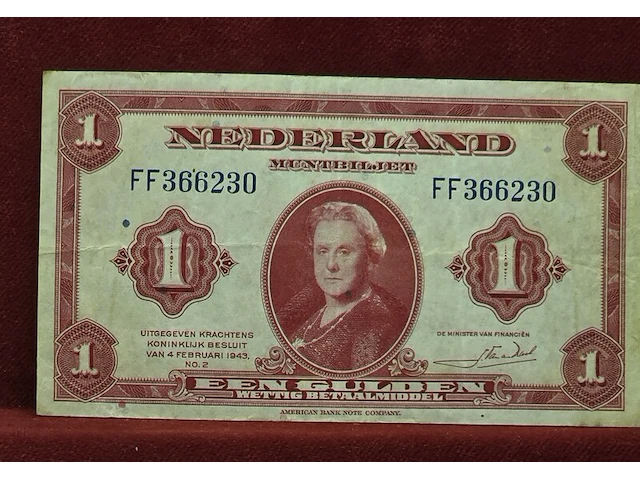 1 1
NEDERLAND
MUNTBILJET
FF366230 FF366230
1 1
UITGEGEVEN KRACHTENS
KONINKLIJK BESLUIT
VAN 4 FEBRUARI 1943,
NO. 2
DE MINISTER VAN FINANCIËN
1 1
EEN GULDEN
WETTIG BETAALMIDDEL
AMERICAN BANK NOTE COMPANY.